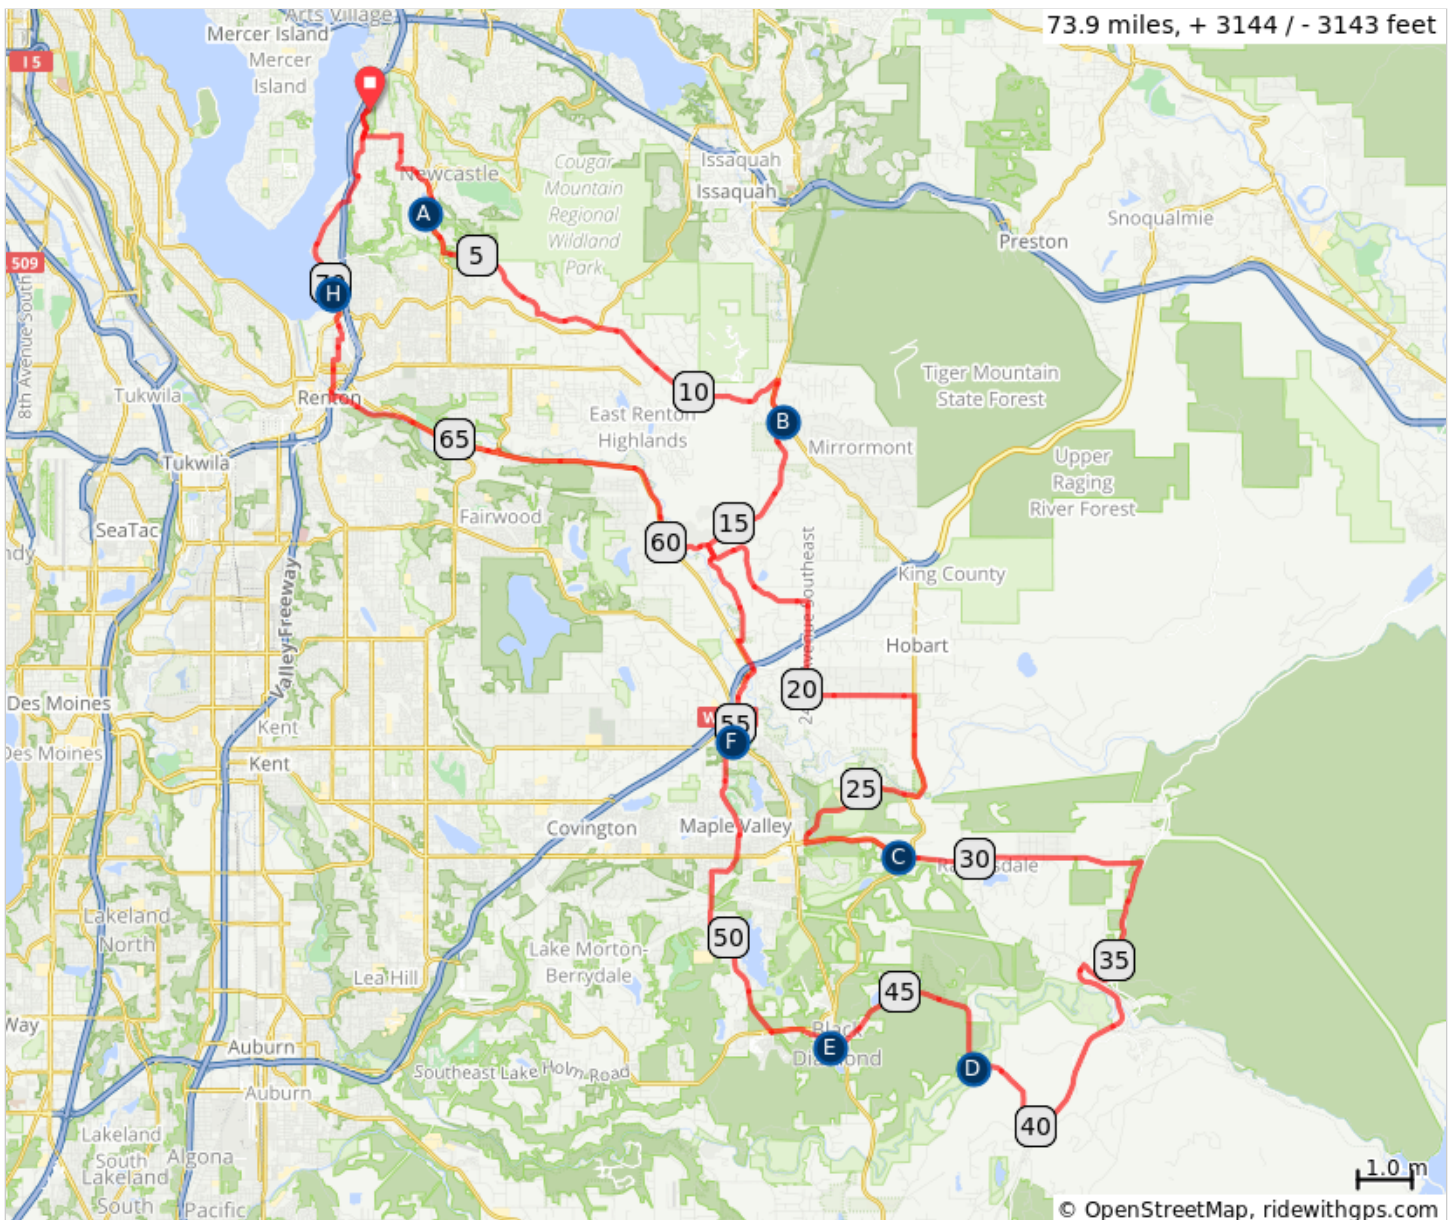 Arts Village
73.9 miles, + 3144 / - 3143 feet
Mercer Island
Mercer
Island
I 5
Issaquah
Issaquah
Cougar
Mountain
Regional
Wildland
Park
Newcastle
A
Snoqualmie
Preston
5
509
8th Avenue South
H
Tiger Mountain
State Forest
10
Tukwila
Renton
East Renton
Highlands
B
65
Mirrormont
Tukwila
Upper
Raging
River Forest
Fairwood
15
SeaTac
60
King County
Valley Freeway
Hobart
20
Des Moines
55
Kent
F
Des Moines
Kent
25
Covington
Maple Valley
C
30
Lakeland
North
50
Lake Morton-
Berrydale
35
Lea Hill
45
Way
Black
Diamond
E
Auburn
D
Southeast Lake Holm Road
Auburn
40
Lakeland
South
Lakeland
South
Algona
1.0 m
Pacific
© OpenStreetMap, ridewithgps.com